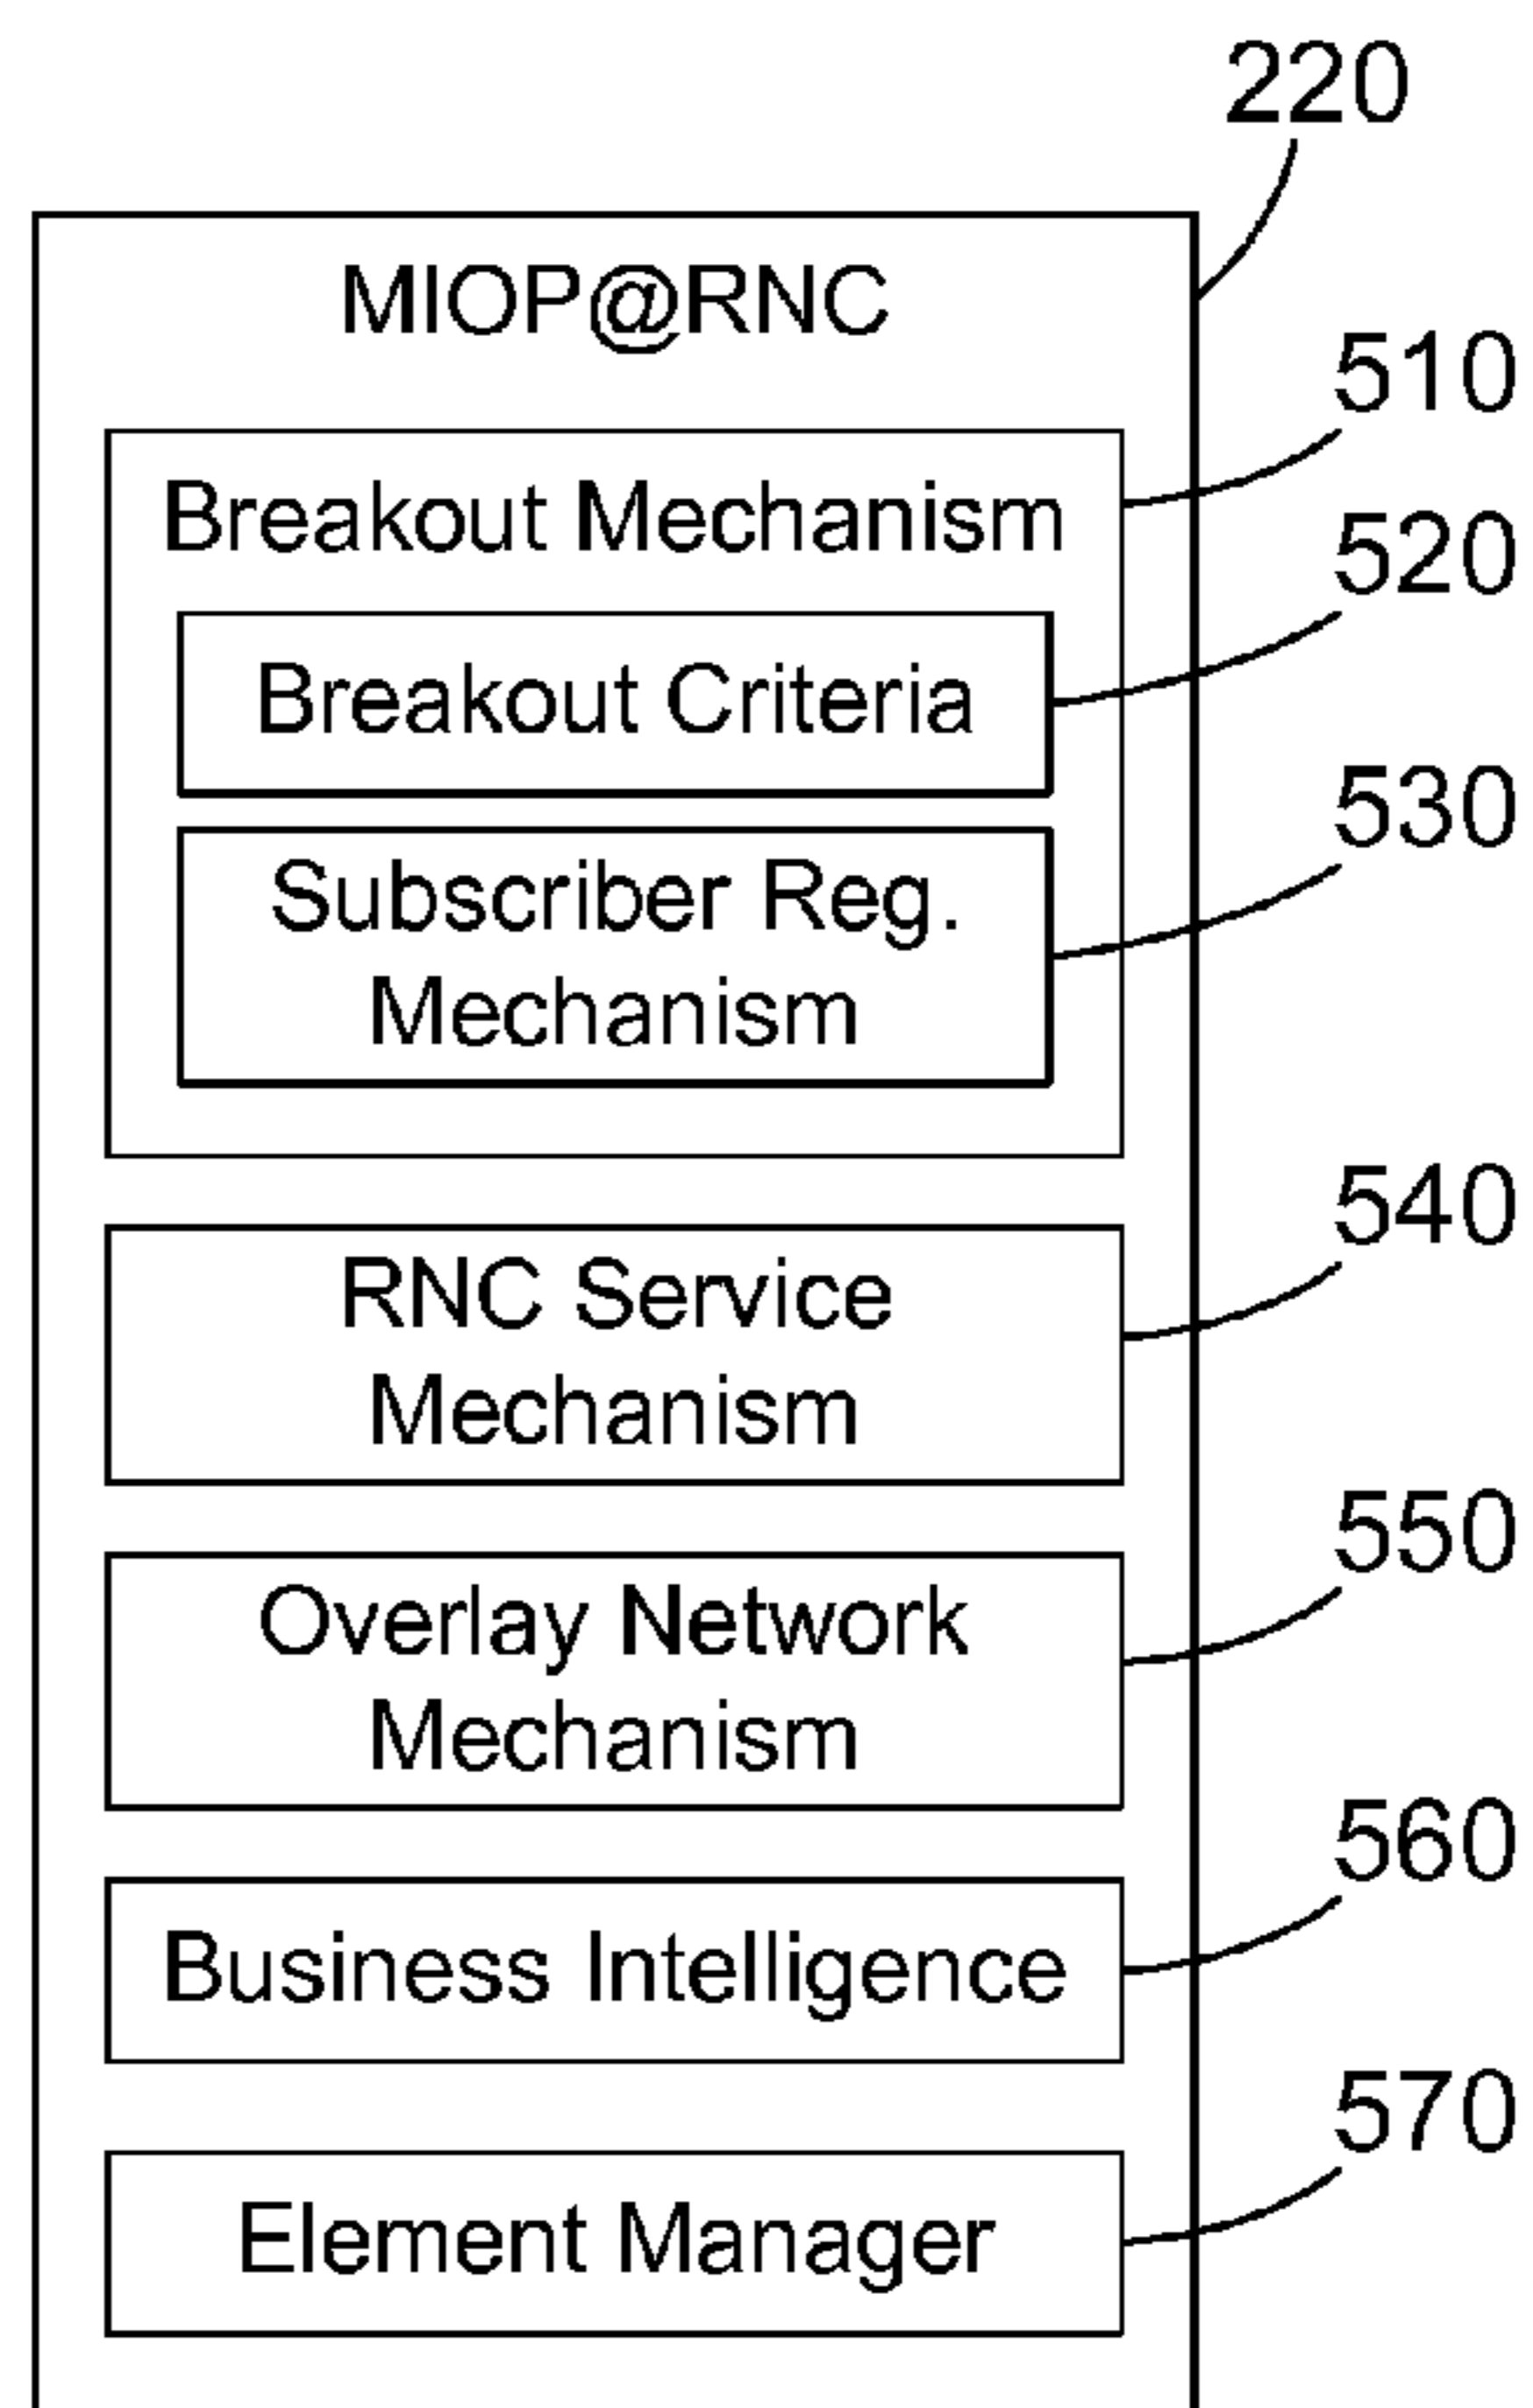 220
MIOP@RNC
510
Breakout Mechanism
520
Breakout Criteria
530
Subscriber Reg.
Mechanism
540
RNC Service
Mechanism
550
Overlay Network
Mechanism
560
Business Intelligence
570
Element Manager